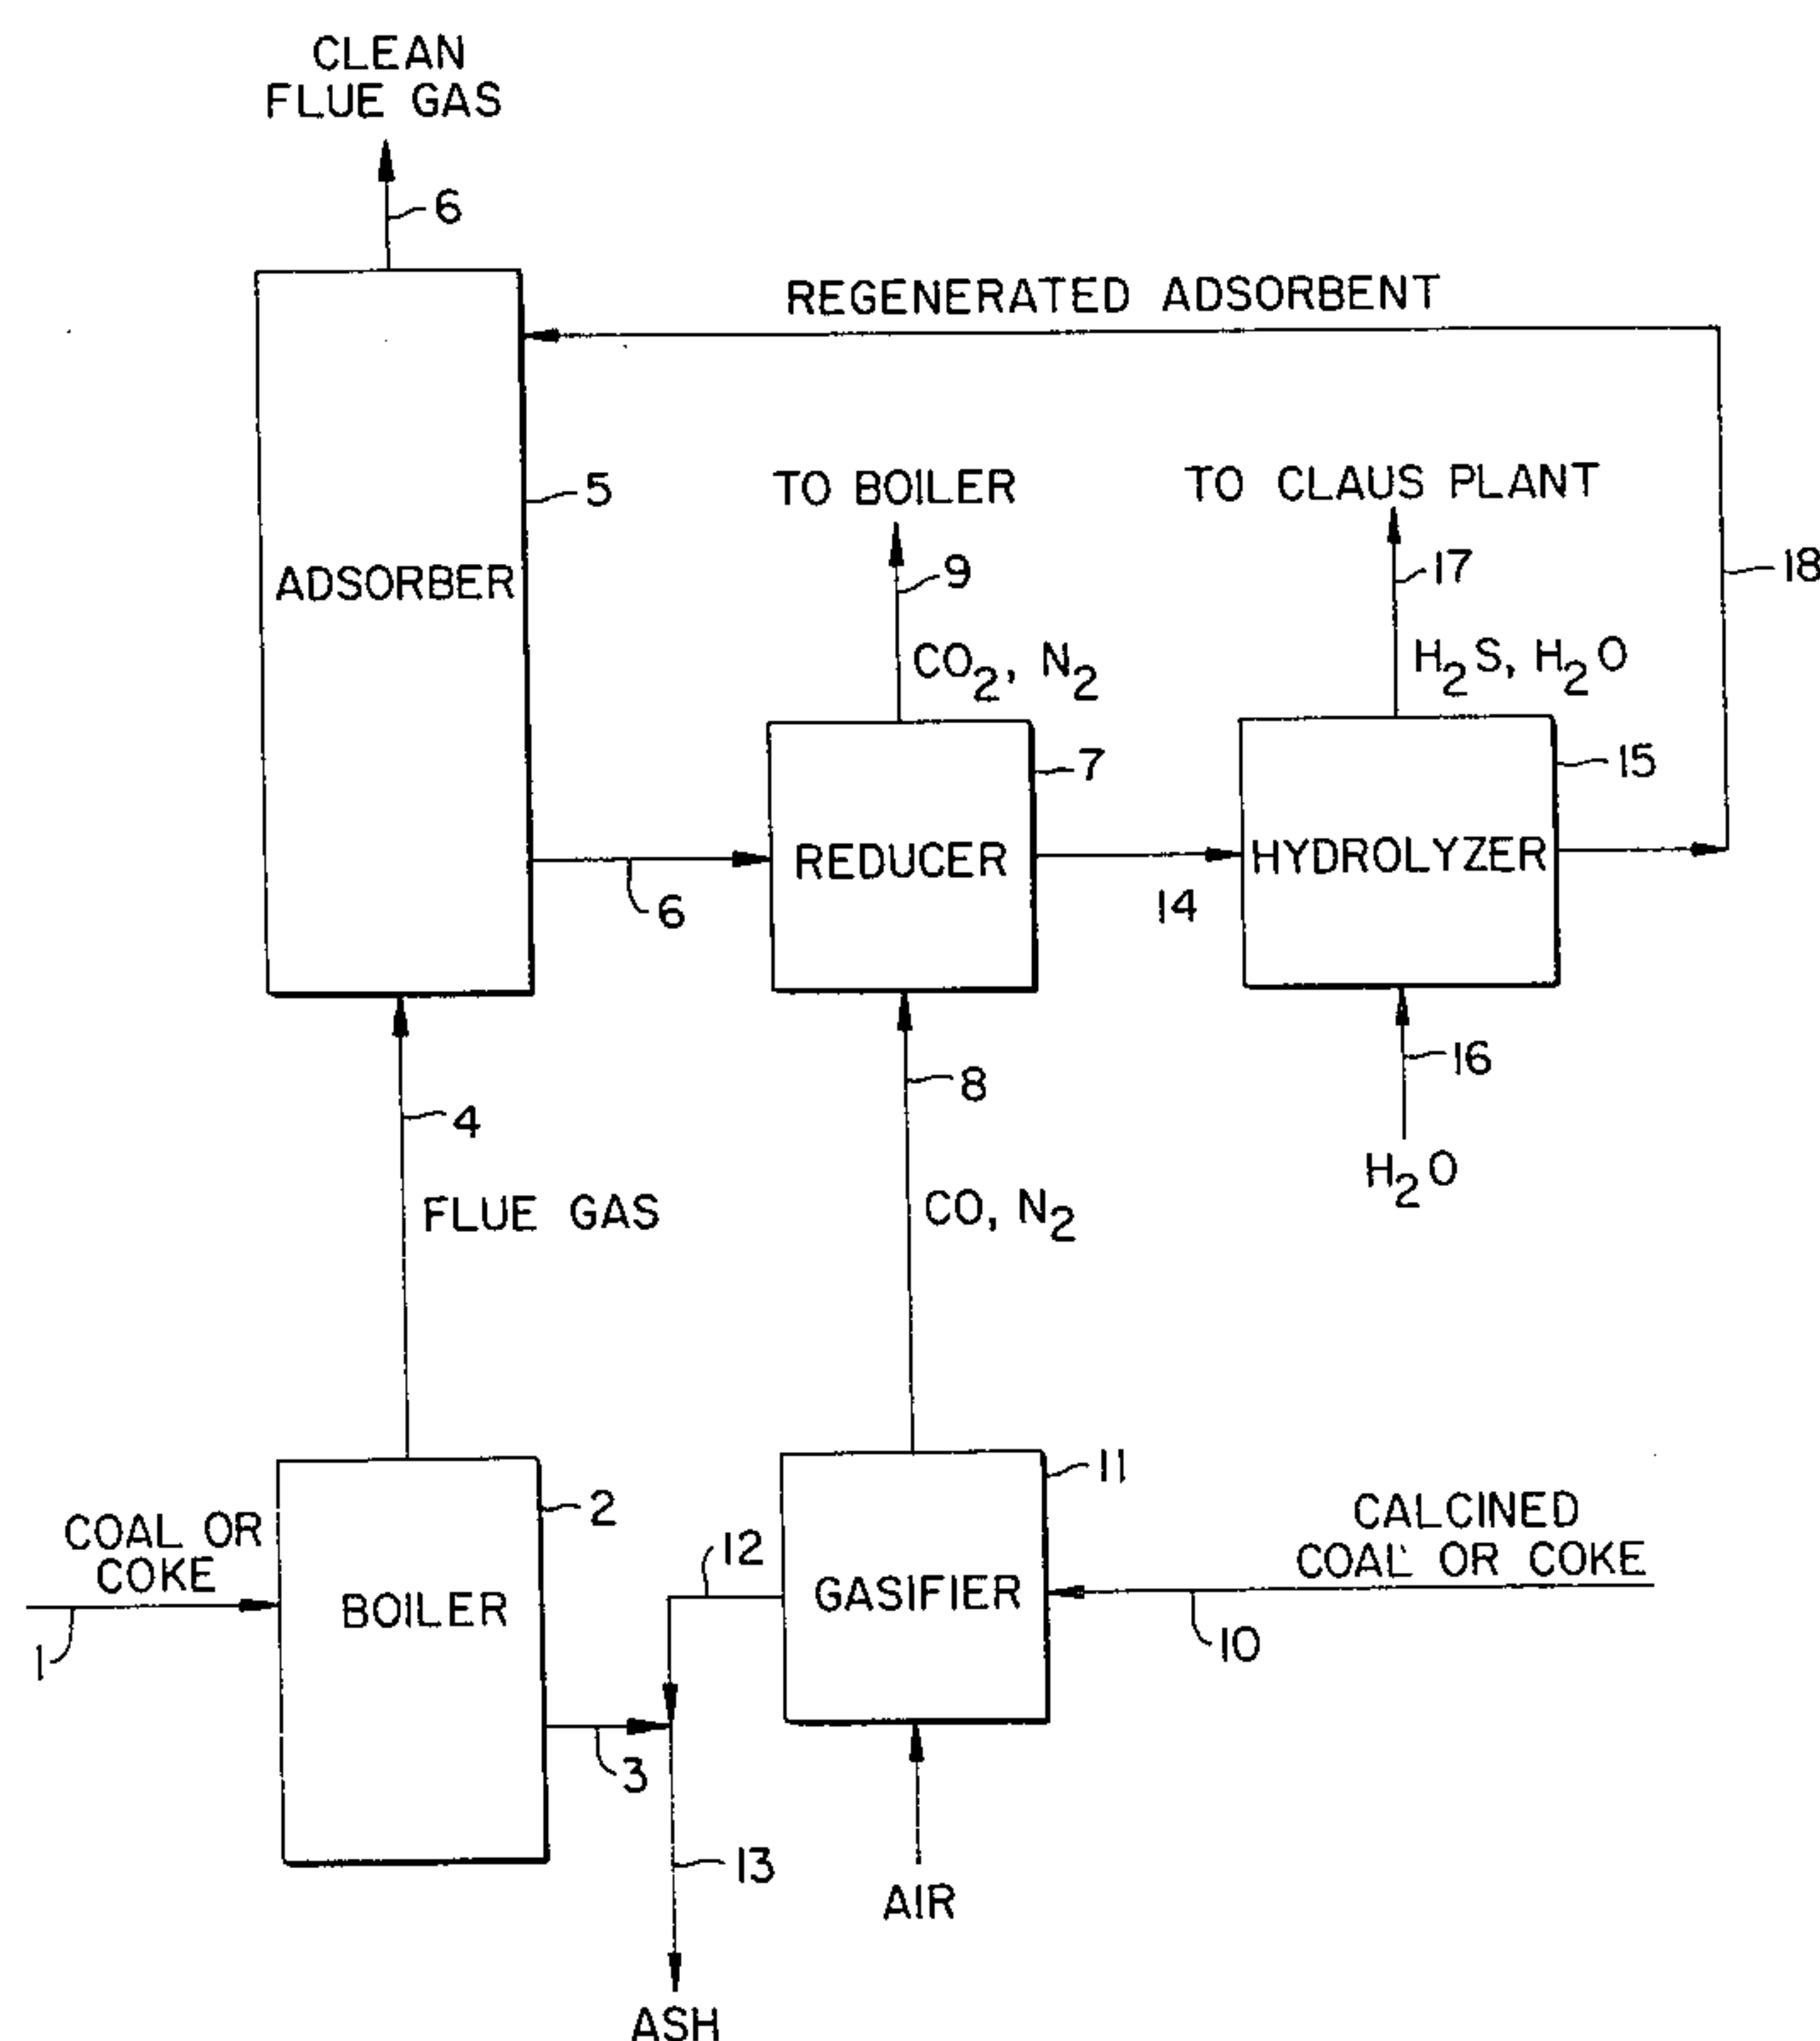 CLEAN
FLUE GAS
6
REGENERATED ADSORBENT
5
TO BOILER
TO CLAUS PLANT
ADSORBER
9
17
18
CO2, N2
H2S, H2O
7
15
REDUCER
HYDROLYZER
6
14
8
16
4
H2O
FLUE GAS
CO, N2
11
2
COAL OR
COKE
12
CALCINED
COAL OR COKE
BOILER
GASIFIER
1
10
3
13
AIR
ASH